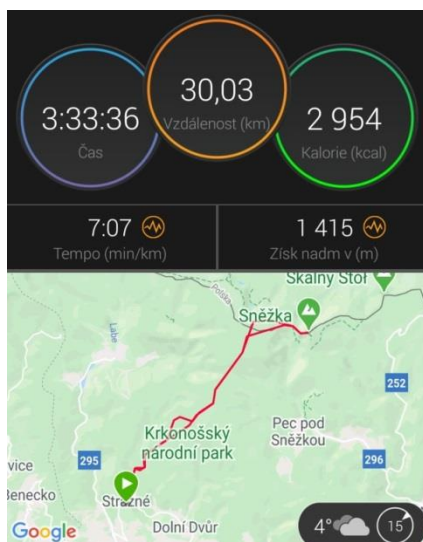 30,03
Vzdálenost (km)
3:33:36
Čas
2 954
Kalorie (kcal)
7:07
Tempo (min/km)
1 415
Získ nadm v (m)
Skalny Stoł
Polska
Sněžka
Labe
252
Krkonošský
národní park
Pec pod
Sněžkou
295
296
vice
Benecko
Strážné
Dolní Dvůr
Google
4°
15